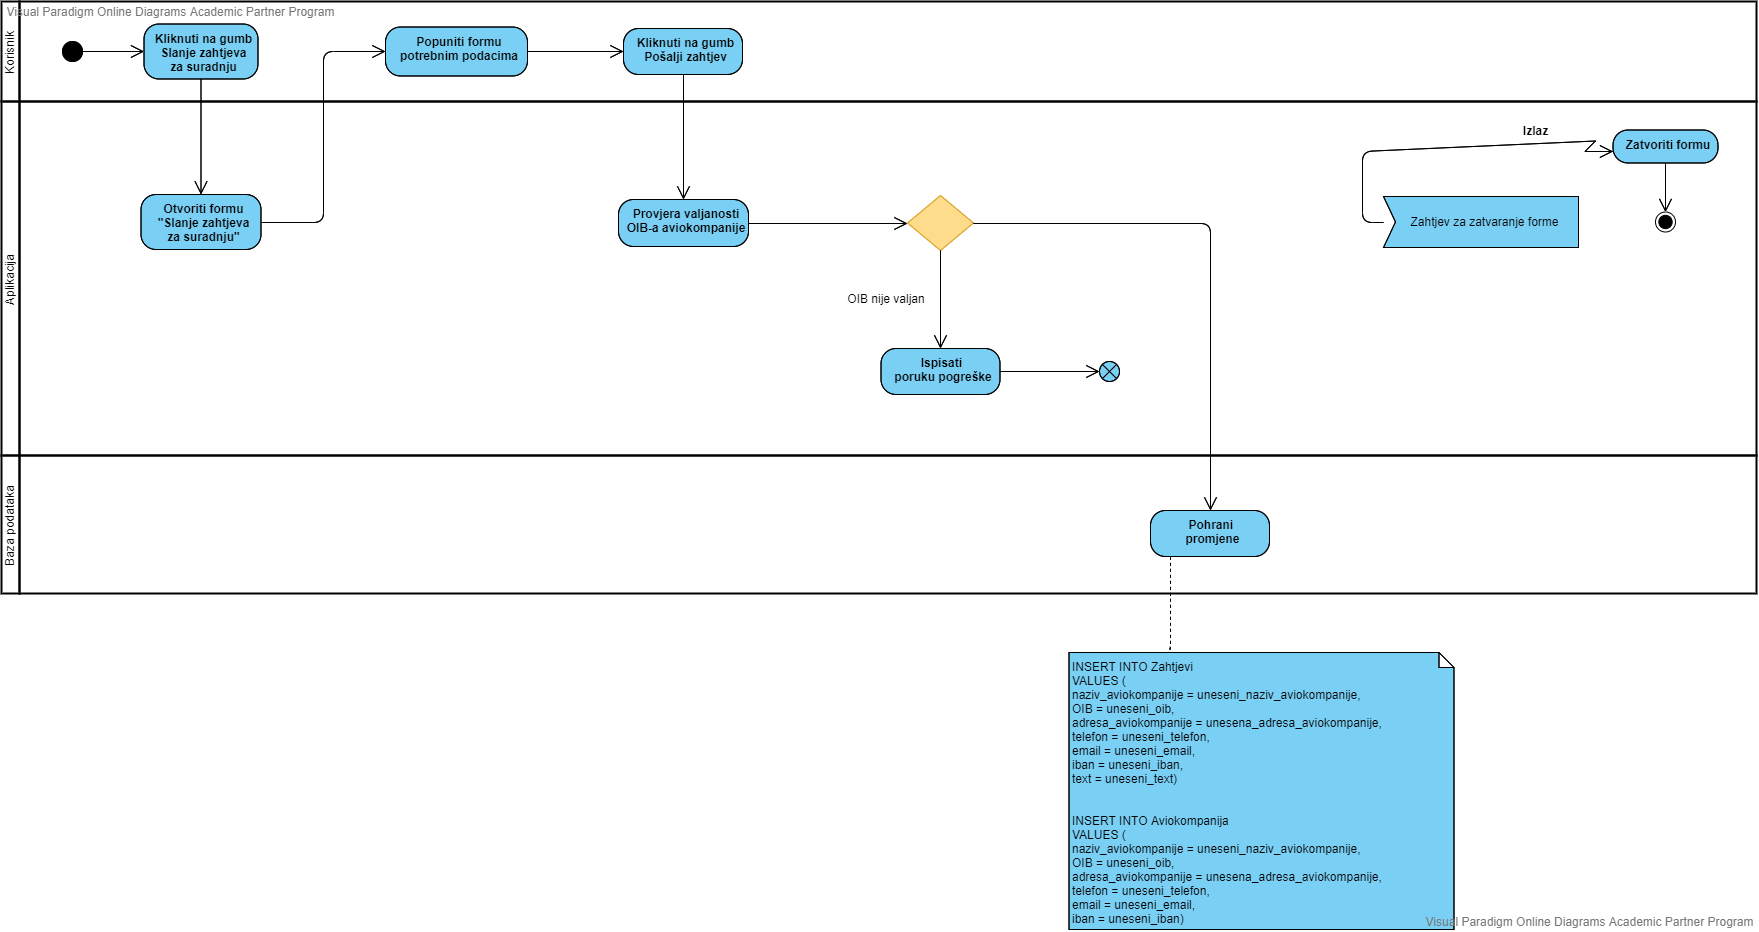 Visual Paradigm Online Diagrams Academic Partner Program
Korisnik
Kliknuti na gumb
Slanje zahtjeva
za suradnju
Popuniti formu
potrebnim podacima
Kliknuti na gumb
Pošalji zahtjev
Aplikacija
Otvoriti formu
"Slanje zahtjeva
za suradnju"
Provjera valjanosti
OIB-a aviokompanije
OIB nije valjan
Ispisati
poruku pogreške
Izlaz
Zatvoriti formu
Zahtjev za zatvaranje forme
Baza podataka
Pohrani
promjene
INSERT INTO Zahtjevi
VALUES (
naziv_aviokompanije = uneseni_naziv_aviokompanije,
OIB = uneseni_oib,
adresa_aviokompanije = unesena_adresa_aviokompanije,
telefon = uneseni_telefon,
email = uneseni_email,
iban = uneseni_iban,
text = uneseni_text)
INSERT INTO Aviokompanija
VALUES (
naziv_aviokompanije = uneseni_naziv_aviokompanije,
OIB = uneseni_oib,
adresa_aviokompanije = unesena_adresa_aviokompanije,
telefon = uneseni_telefon,
email = uneseni_email,
iban = uneseni_iban)
Visual Paradigm Online Diagrams Academic Partner Program